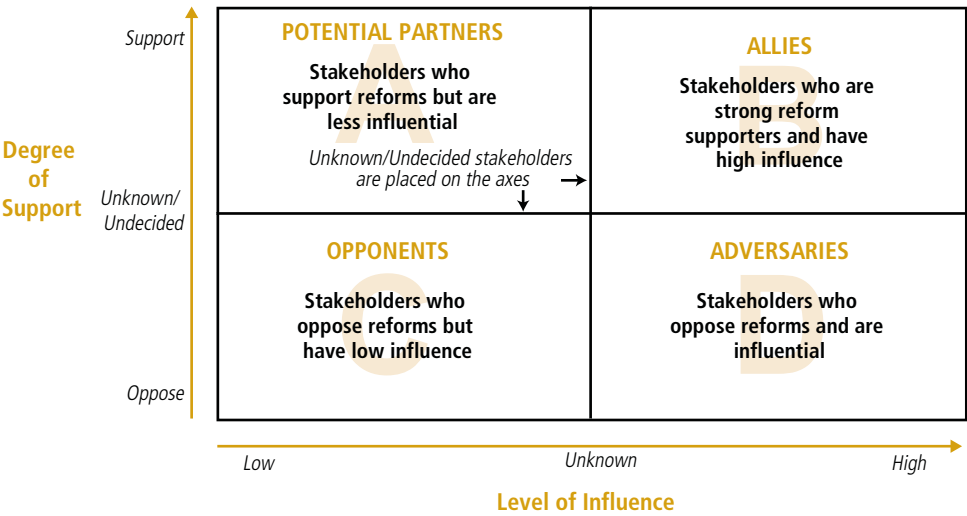 Support
Degree
of
Support
Unknown/
Undecided
Oppose
A
POTENTIAL PARTNERS
Stakeholders who
support reforms but are
less influential
Unknown/Undecided stakeholders
are placed on the axes
B
ALLIES
Stakeholders who are
strong reform
supporters and have
high influence
C
OPPONENTS
Stakeholders who
oppose reforms but
have low influence
D
ADVERSARIES
Stakeholders who
oppose reforms and are
influential
Low
Unknown
High
Level of Influence